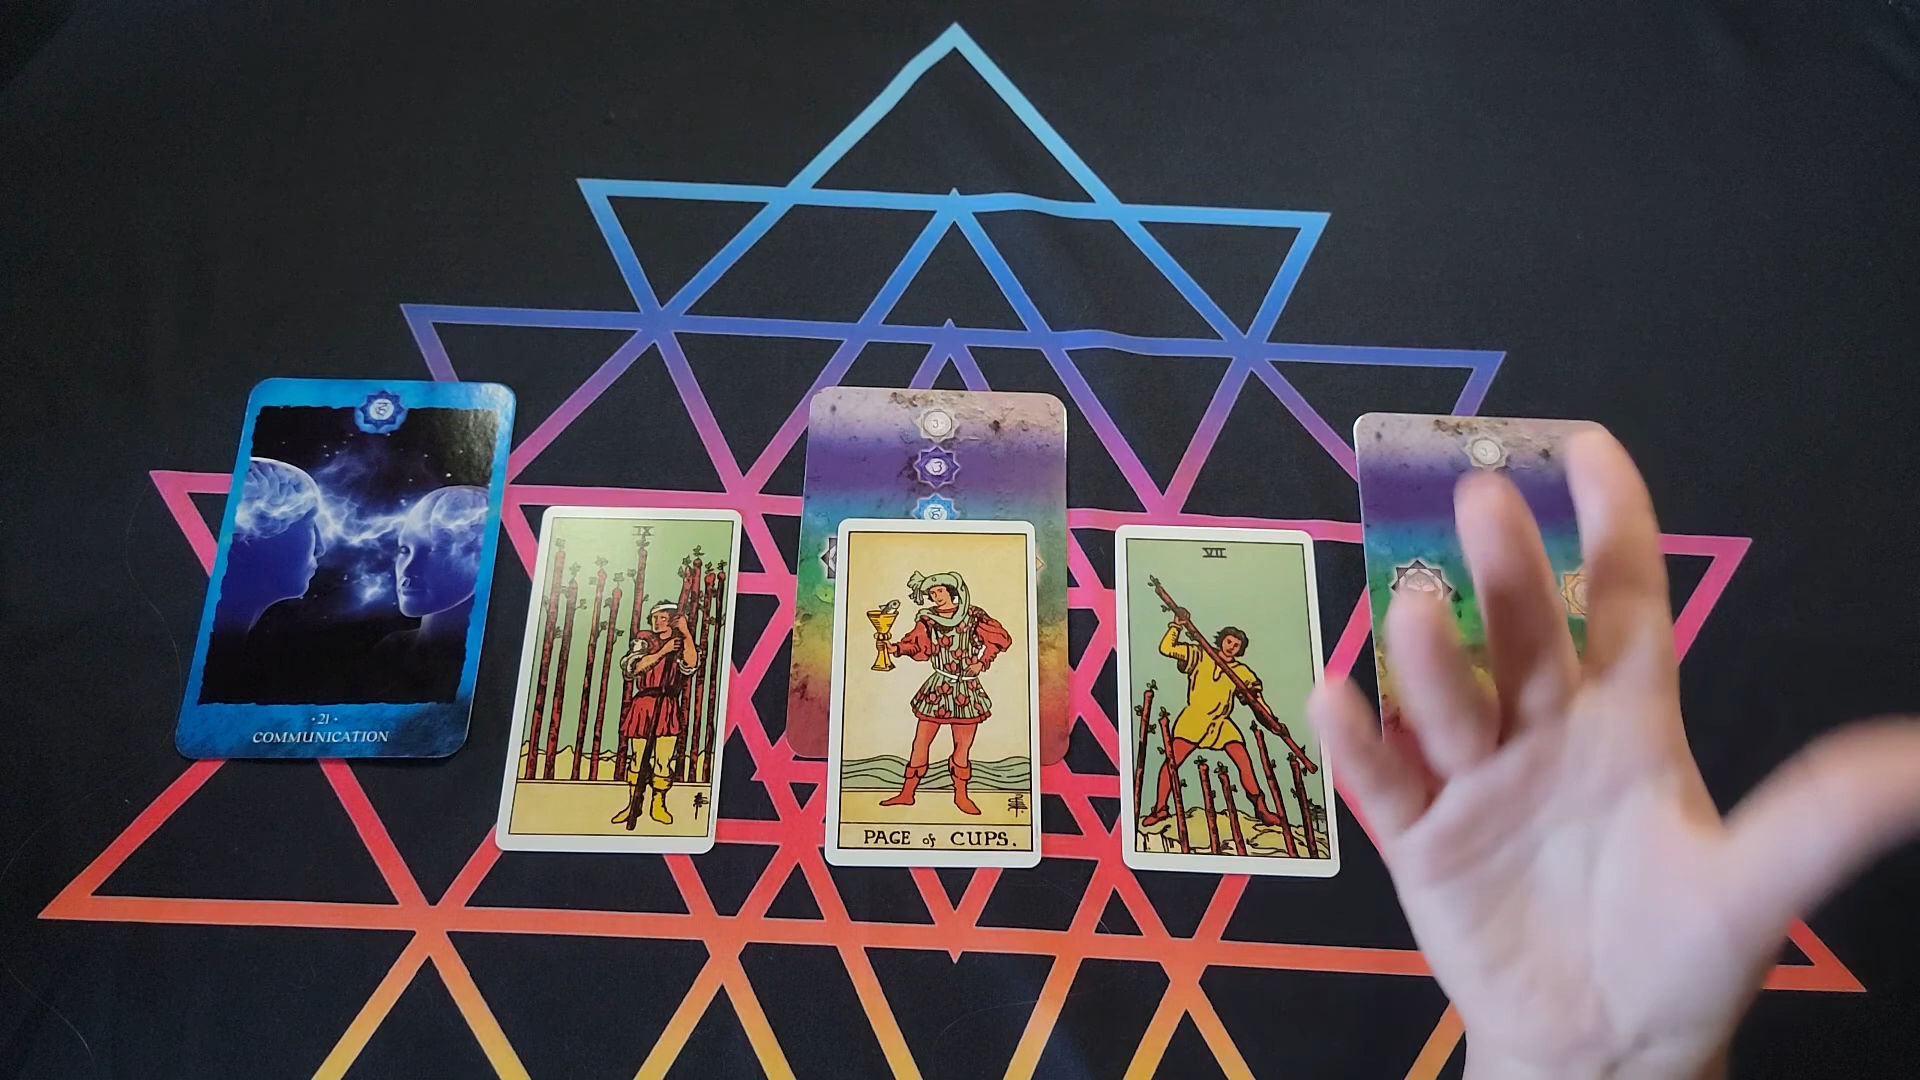 · 21 ·
COMMUNICATION
IX
PAGE of CUPS.
VII